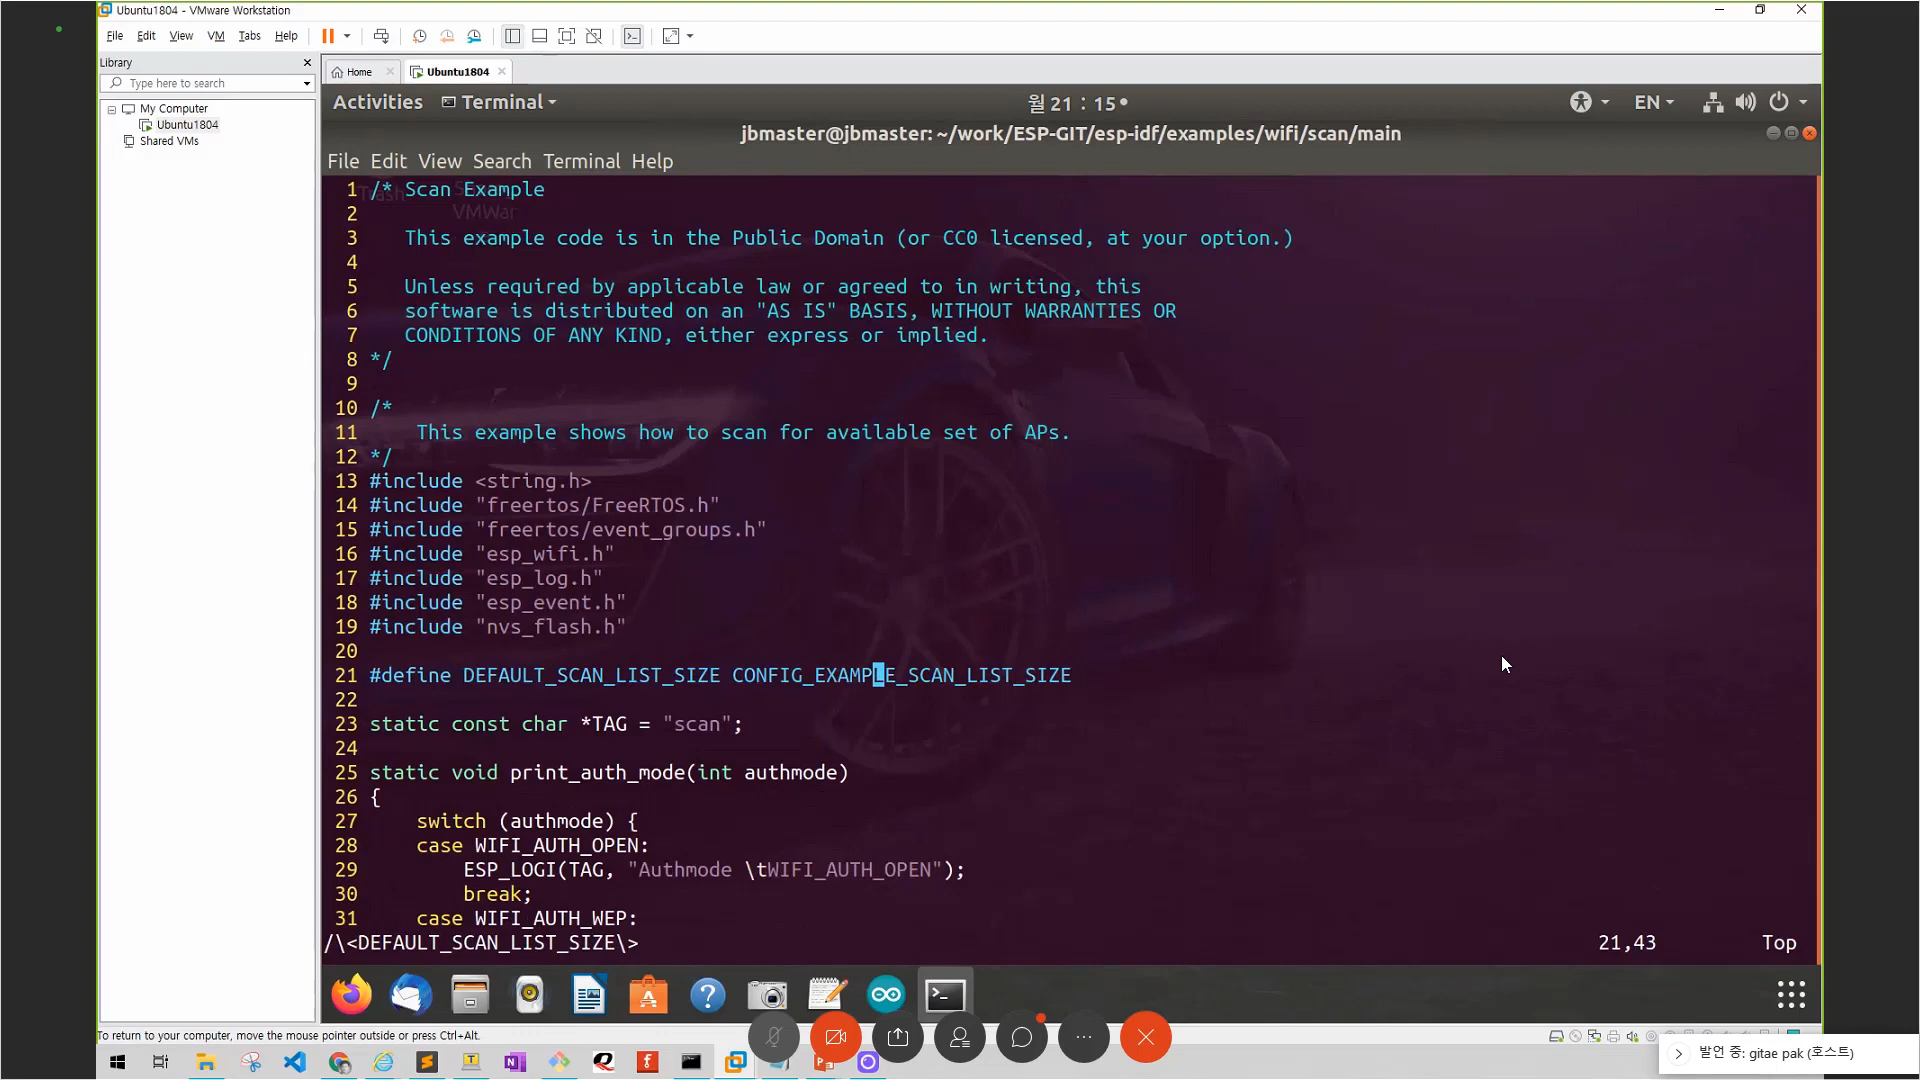 Ubuntu1804 - VMware Workstation
File Edit View VM Tabs Help
Library
Type here to search
My Computer
Ubuntu1804
Shared VMs
Home
Ubuntu1804
Activities
Terminal
월 21 : 15
EN
jbmaster@jbmaster: ~/work/ESP-GIT/esp-idf/examples/wifi/scan/main
File Edit View Search Terminal Help
1 /* Scan Example
Trash
2
VMWar
3 This example code is in the Public Domain (or CC0 licensed, at your option.)
4
5 Unless required by applicable law or agreed to in writing, this
6 software is distributed on an "AS IS" BASIS, WITHOUT WARRANTIES OR
7 CONDITIONS OF ANY KIND, either express or implied.
8 */
9
10 /*
11 This example shows how to scan for available set of APs.
12 */
13 #include <string.h>
14 #include "freertos/FreeRTOS.h"
15 #include "freertos/event_groups.h"
16 #include "esp_wifi.h"
17 #include "esp_log.h"
18 #include "esp_event.h"
19 #include "nvs_flash.h"
20
21 #define DEFAULT_SCAN_LIST_SIZE CONFIG_EXAMPLE_SCAN_LIST_SIZE
22
23 static const char *TAG = "scan";
24
25 static void print_auth_mode(int authmode)
26 {
27 switch (authmode) {
28 case WIFI_AUTH_OPEN:
29 ESP_LOGI(TAG, "Authmode \tWIFI_AUTH_OPEN");
30 break;
31 case WIFI_AUTH_WEP:
/\<DEFAULT_SCAN_LIST_SIZE\>
21,43
Top
To return to your computer, move the mouse pointer outside or press Ctrl+Alt.
발언 중: gitae pak (호스트)